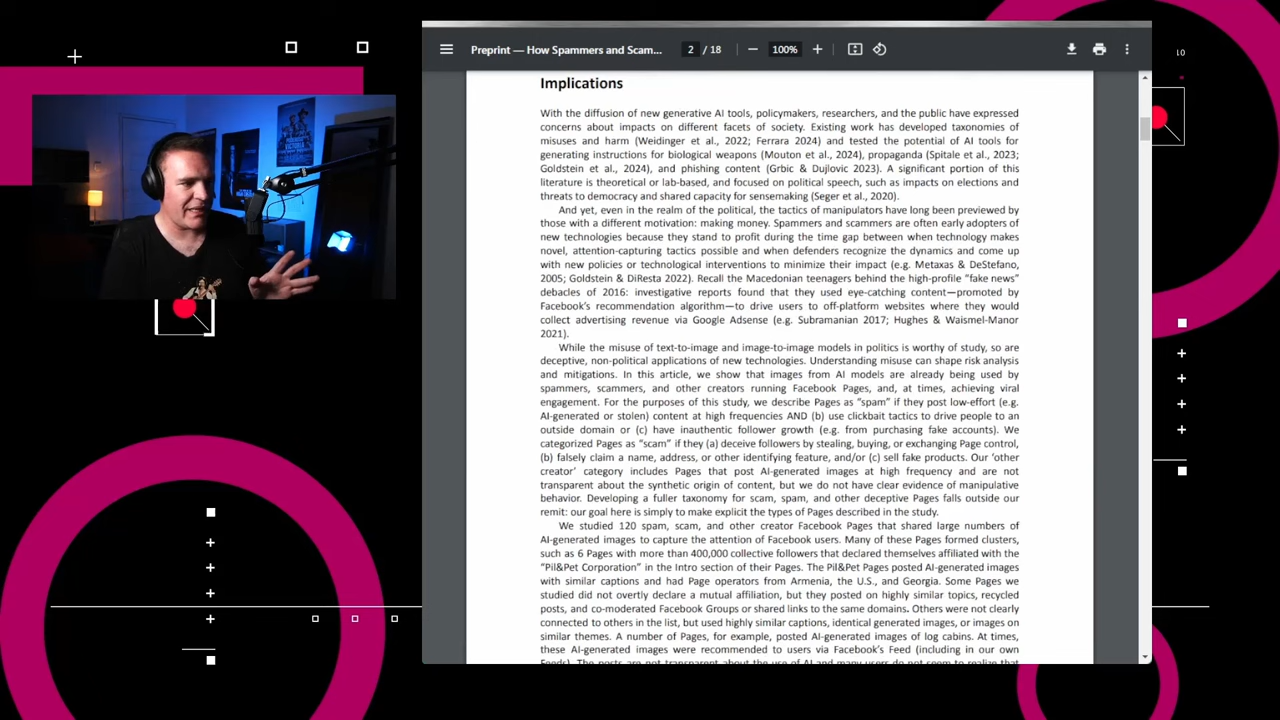 Preprint — How Spammers and Scam...
2 / 18
100%
10
Implications
With the diffusion of new generative AI tools, policymakers, researchers, and the public have expressed
concerns about impacts on different facets of society. Existing work has developed taxonomies of
misuses and harm (Weidinger et al., 2022; Ferrara 2024) and tested the potential of AI tools for
generating instructions for biological weapons (Mouton et al., 2024), propaganda (Spitale et al., 2023;
Goldstein et al., 2024), and phishing content (Grbic & Dujlovic 2023). A significant portion of this
literature is theoretical or lab-based, and focused on political speech, such as impacts on elections and
threats to democracy and shared capacity for sensemaking (Seger et al., 2020).
And yet, even in the realm of the political, the tactics of manipulators have long been previewed by
those with a different motivation: making money. Spammers and scammers are often early adopters of
new technologies because they stand to profit during the time gap between when technology makes
novel, attention-capturing tactics possible and when defenders recognize the dynamics and come up
with new policies or technological interventions to minimize their impact (e.g. Metaxas & DeStefano,
2005; Goldstein & DiResta 2022). Recall the Macedonian teenagers behind the high-profile “fake news”
debacles of 2016: investigative reports found that they used eye-catching content—promoted by
Facebook’s recommendation algorithm—to drive users to off-platform websites where they would
collect advertising revenue via Google Adsense (e.g. Subramanian 2017; Hughes & Waismel-Manor
2021).
While the misuse of text-to-image and image-to-image models in politics is worthy of study, so are
deceptive, non-political applications of new technologies. Understanding misuse can shape risk analysis
and mitigations. In this article, we show that images from AI models are already being used by
spammers, scammers, and other creators running Facebook Pages, and, at times, achieving viral
engagement. For the purposes of this study, we describe Pages as “spam” if they post low-effort (e.g.
AI-generated or stolen) content at high frequencies AND (b) use clickbait tactics to drive people to an
outside domain or (c) have inauthentic follower growth (e.g. from purchasing fake accounts). We
categorized Pages as “scam” if they (a) deceive followers by stealing, buying, or exchanging Page control,
(b) falsely claim a name, address, or other identifying feature, and/or (c) sell fake products. Our ‘other
creator’ category includes Pages that post AI-generated images at high frequency and are not
transparent about the synthetic origin of content, but we do not have clear evidence of manipulative
behavior. Developing a fuller taxonomy for scam, spam, and other deceptive Pages falls outside our
remit: our goal here is simply to make explicit the types of Pages described in the study.
We studied 120 spam, scam, and other creator Facebook Pages that shared large numbers of
AI-generated images to capture the attention of Facebook users. Many of these Pages formed clusters,
such as 6 Pages with more than 400,000 collective followers that declared themselves affiliated with the
“Pil&Pet Corporation” in the Intro section of their Pages. The Pil&Pet Pages posted AI-generated images
with similar captions and had Page operators from Armenia, the U.S., and Georgia. Some Pages we
studied did not overtly declare a mutual affiliation, but they posted on highly similar topics, recycled
posts, and co-moderated Facebook Groups or shared links to the same domains. Others were not clearly
connected to others in the list, but used highly similar captions, identical generated images, or images on
similar themes. A number of Pages, for example, posted AI-generated images of log cabins. At times,
these AI-generated images were recommended to users via Facebook’s Feed (including in our own
Feeds). The posts are not transparent about the use of AI and many users do not seem to realize that